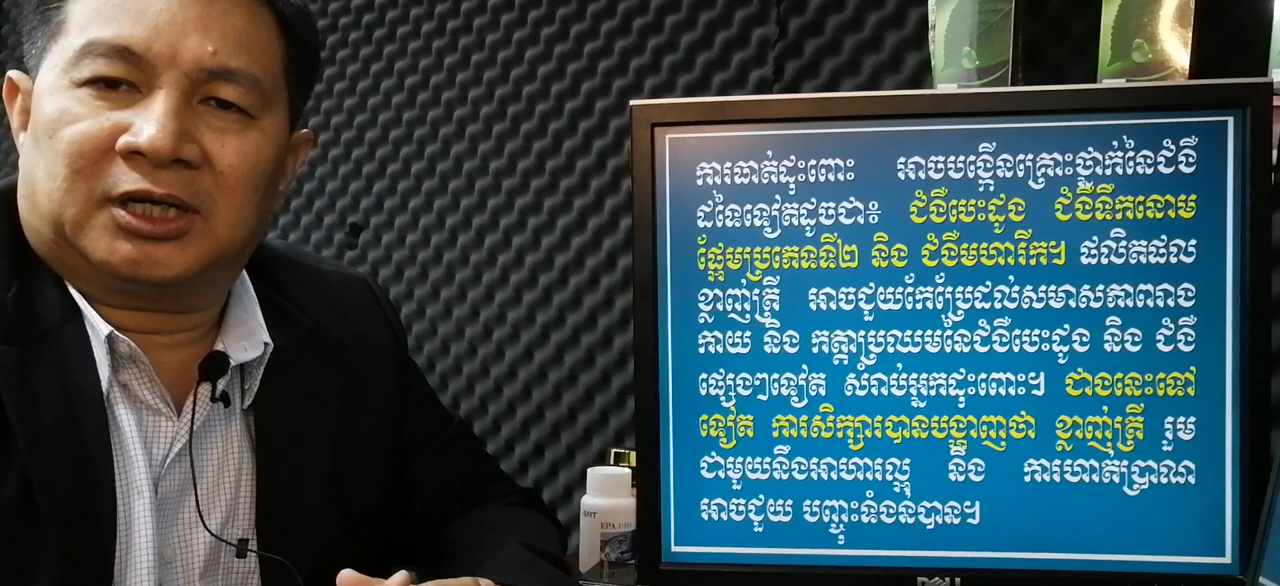 ការធាត់ដុះពោះ អាចបង្កើនគ្រោះថ្នាក់នៃជំងឺ
ដទៃទៀតដូចជា៖ ជំងឺបេះដូង ជំងឺទឹកនោម
ផ្អែមប្រភេទទី២ និង ជំងឺមហារីក។ ផលិតផល
ខ្លាញ់ត្រី អាចជួយកែប្រែដល់សមាសភាពរាង
កាយ និង កត្តាប្រឈមនៃជំងឺបេះដូង និង ជំងឺ
ផ្សេងៗទៀត សំរាប់អ្នកដុះពោះ។ ជាងនេះទៅ
ទៀត ការសិក្សារបានបង្ហាញថា ខ្លាញ់ត្រី រួម
ជាមួយនឹងអាហារល្អ និង ការហាត់ប្រាណ
អាចជួយ បញ្ចុះទំងន់បាន។
EPA DHA